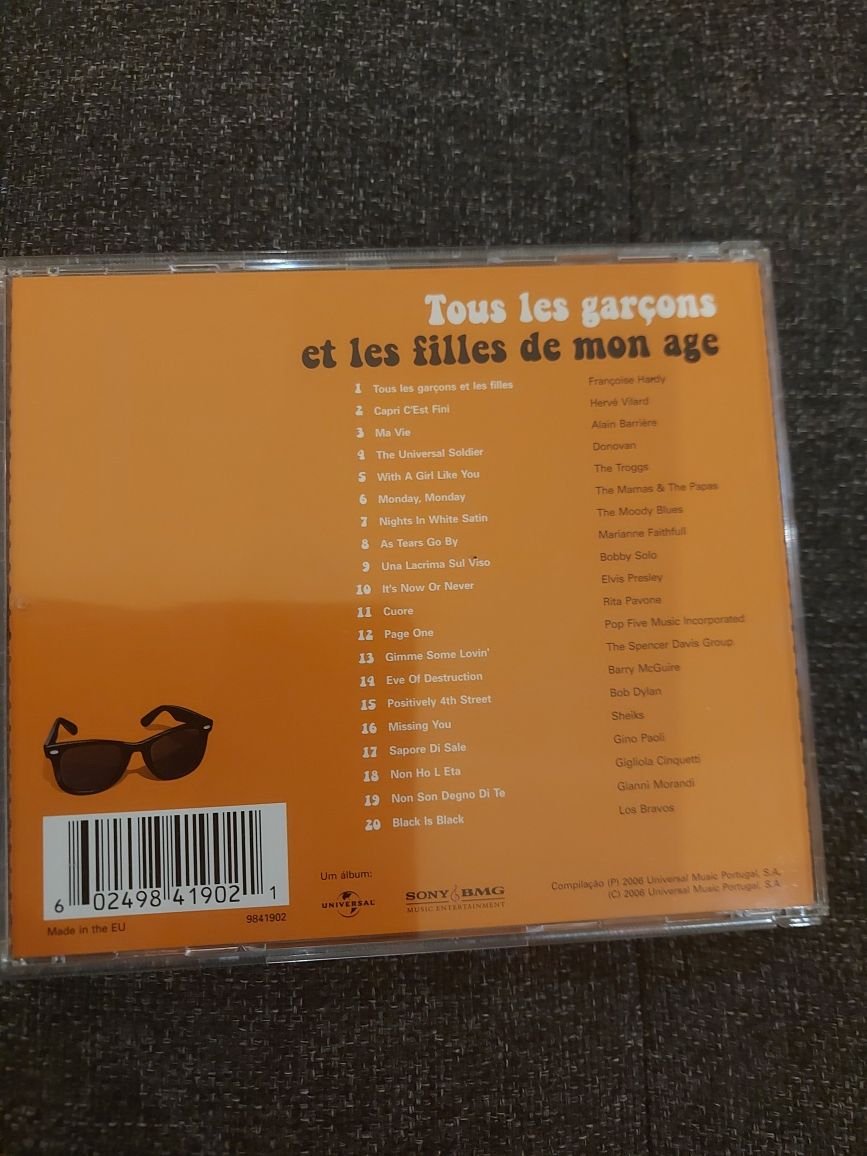 Tous les garçons
et les filles de mon age
1 Tous les garçons et les filles Françoise Hardy
2 Capri C'Est Fini Hervé Vilard
3 Ma Vie Alain Barrière
4 The Universal Soldier Donovan
5 With A Girl Like You The Troggs
6 Monday, Monday The Mamas & The Papas
7 Nights In White Satin The Moody Blues
8 As Tears Go By Marianne Faithfull
9 Una Lacrima Sul Viso Bobby Solo
10 It's Now Or Never Elvis Presley
11 Cuore Rita Pavone
12 Page One Pop Five Music Incorporated
13 Gimme Some Lovin' The Spencer Davis Group
14 Eve Of Destruction Barry McGuire
15 Positively 4th Street Bob Dylan
16 Missing You Sheiks
17 Sapore Di Sale Gino Paoli
18 Non Ho L Eta Gigliola Cinquetti
19 Non Son Degno Di Te Gianni Morandi
20 Black Is Black Los Bravos
6 02498 41902 1
9841902
Made in the EU
Um álbum:
UNIVERSAL
SONY BMG
MUSIC ENTERTAINMENT
Compilação (P) 2006 Universal Music Portugal, S.A.
(C) 2006 Universal Music Portugal, S.A.